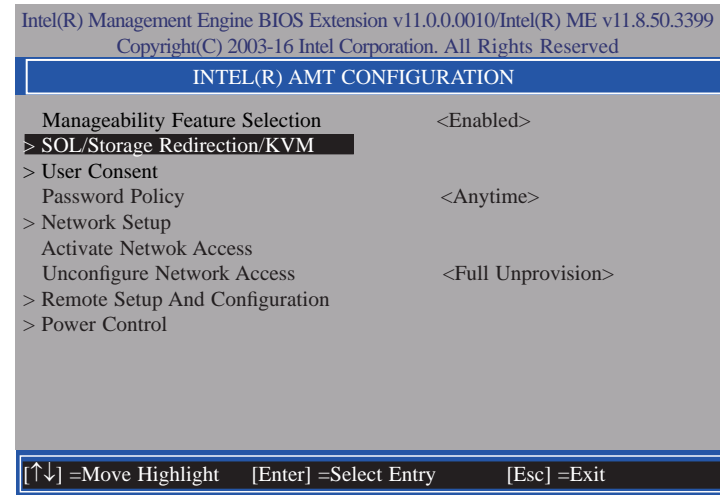 Intel(R) Management Engine BIOS Extension v11.0.0.0010/Intel(R) ME v11.8.50.3399
Copyright(C) 2003-16 Intel Corporation. All Rights Reserved
INTEL(R) AMT CONFIGURATION
Manageability Feature Selection <Enabled>
> SOL/Storage Redirection/KVM
> User Consent
Password Policy <Anytime>
> Network Setup
Activate Netwok Access
Unconfigure Network Access <Full Unprovision>
> Remote Setup And Configuration
> Power Control
[↑↓] =Move Highlight [Enter] =Select Entry [Esc] =Exit